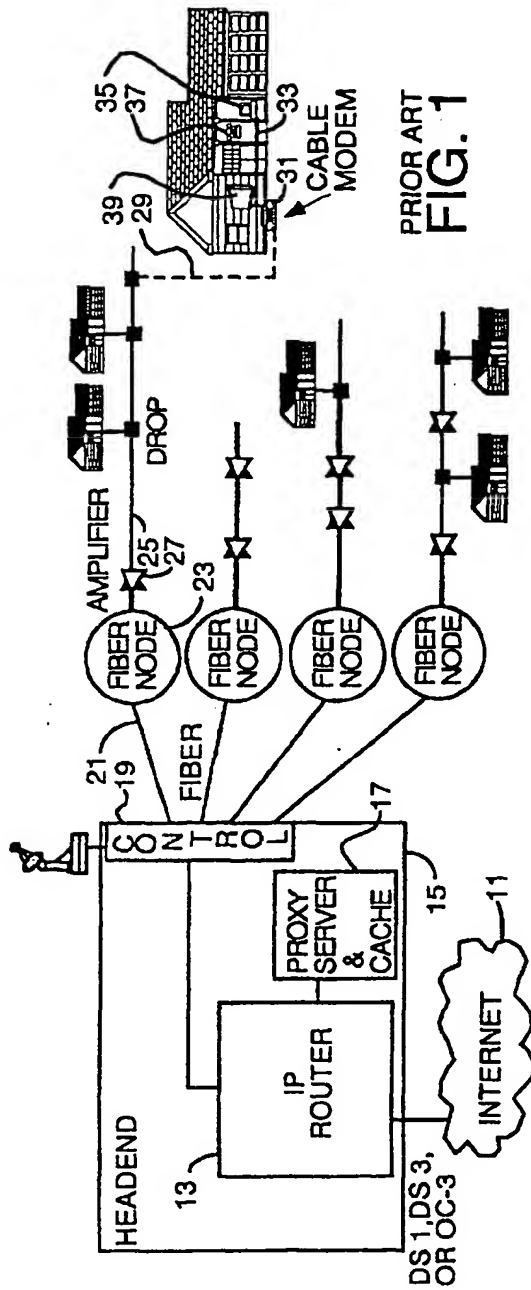 HEADEND
13
IP
ROUTER
PROXY
SERVER
&
CACHE
17
CONTROL
19
21
FIBER
15
DS 1,DS 3,
OR OC-3
INTERNET
11
FIBER
NODE
FIBER
NODE
FIBER
NODE
FIBER
NODE
23
AMPLIFIER
25
27
DROP
29
39
35
37
33
31
CABLE
MODEM
PRIOR ART
FIG. 1